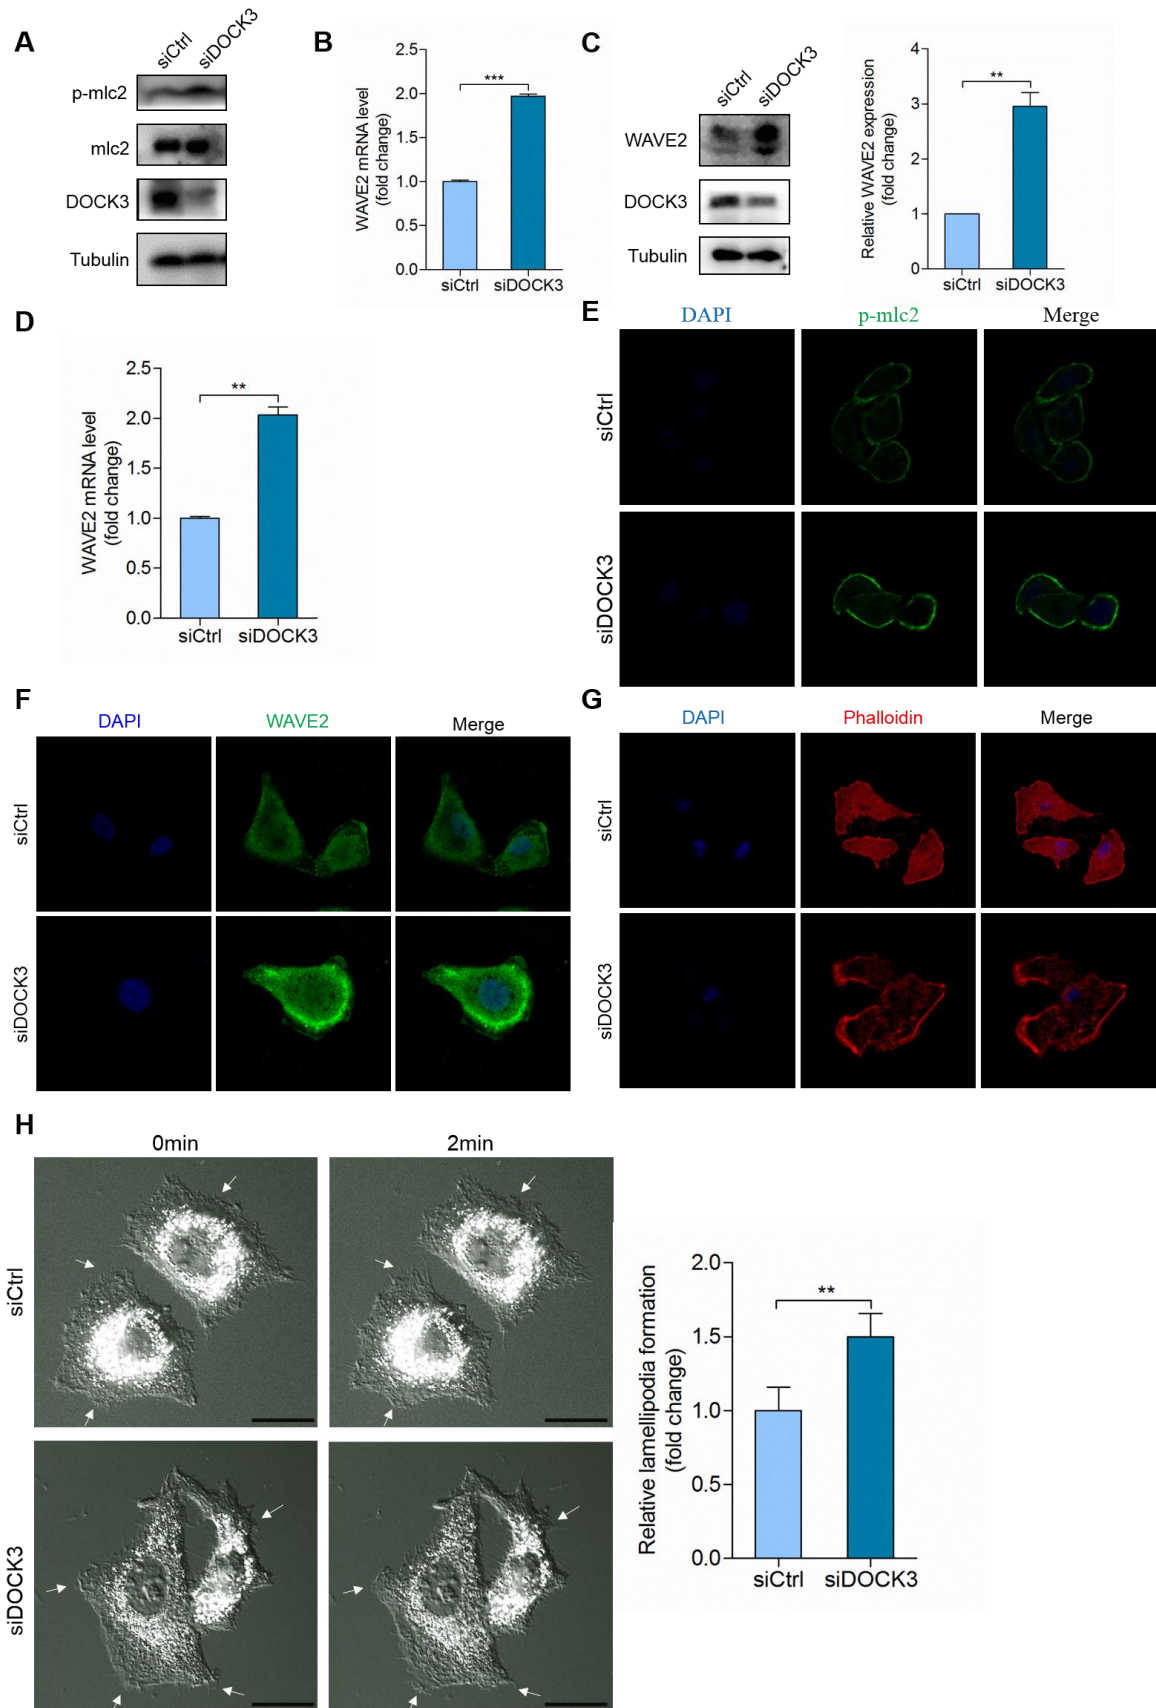 A
siCtrl
siDOCK3
p-mlc2
mlc2
DOCK3
Tubulin
B
WAVE2 mRNA level
(fold change)
2.5
2.0
1.5
1.0
0.5
0.0
***
siCtrl
siDOCK3
C
siCtrl
siDOCK3
WAVE2
DOCK3
Tubulin
Relative WAVE2 expression
(fold change)
4
3
2
1
0
**
siCtrl
siDOCK3
D
WAVE2 mRNA level
(fold change)
2.5
2.0
1.5
1.0
0.5
0.0
**
siCtrl
siDOCK3
E
DAPI
p-mlc2
Merge
siCtrl
siDOCK3
F
DAPI
WAVE2
Merge
siCtrl
siDOCK3
G
DAPI
Phalloidin
Merge
siCtrl
siDOCK3
H
0min
2min
siCtrl
siDOCK3
Relative lamellipodia formation
(fold change)
2.0
1.5
1.0
0.5
0.0
**
siCtrl
siDOCK3